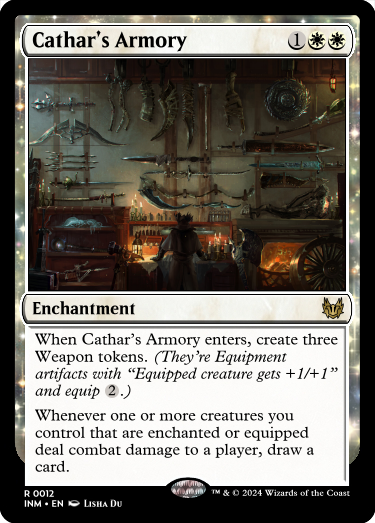 Cathar's Armory 1
Enchantment
When Cathar's Armory enters, create three
Weapon tokens. (They're Equipment
artifacts with “Equipped creature gets +1/+1”
and equip 2.)
Whenever one or more creatures you
control that are enchanted or equipped
deal combat damage to a player, draw a
card.
R 0012
INM • EN Lisha Du
™ & © 2024 Wizards of the Coast